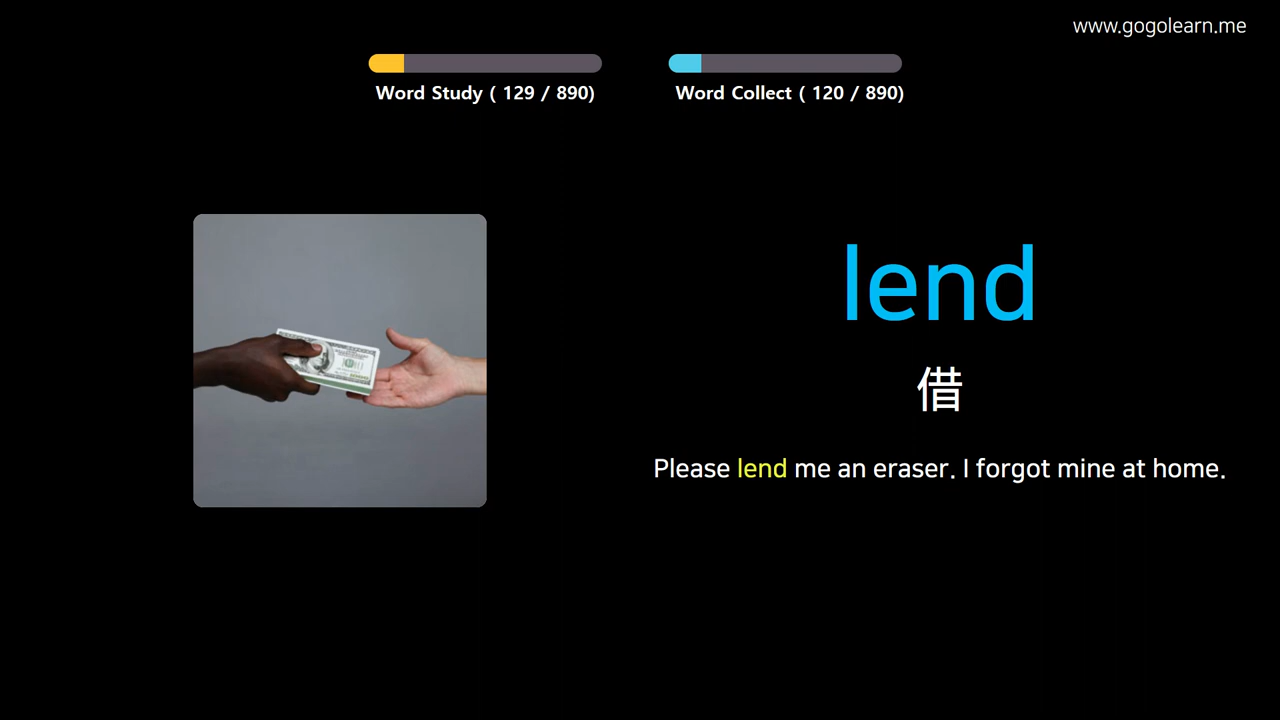 www.gogolearn.me
Word Study ( 129 / 890)
Word Collect ( 120 / 890)
lend
借
Please lend me an eraser. I forgot mine at home.